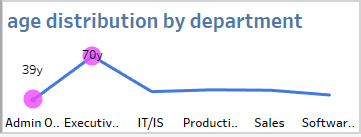 age distribution by department
70y
39y
Admin O.. Executiv.. IT/IS Producti.. Sales Softwar..